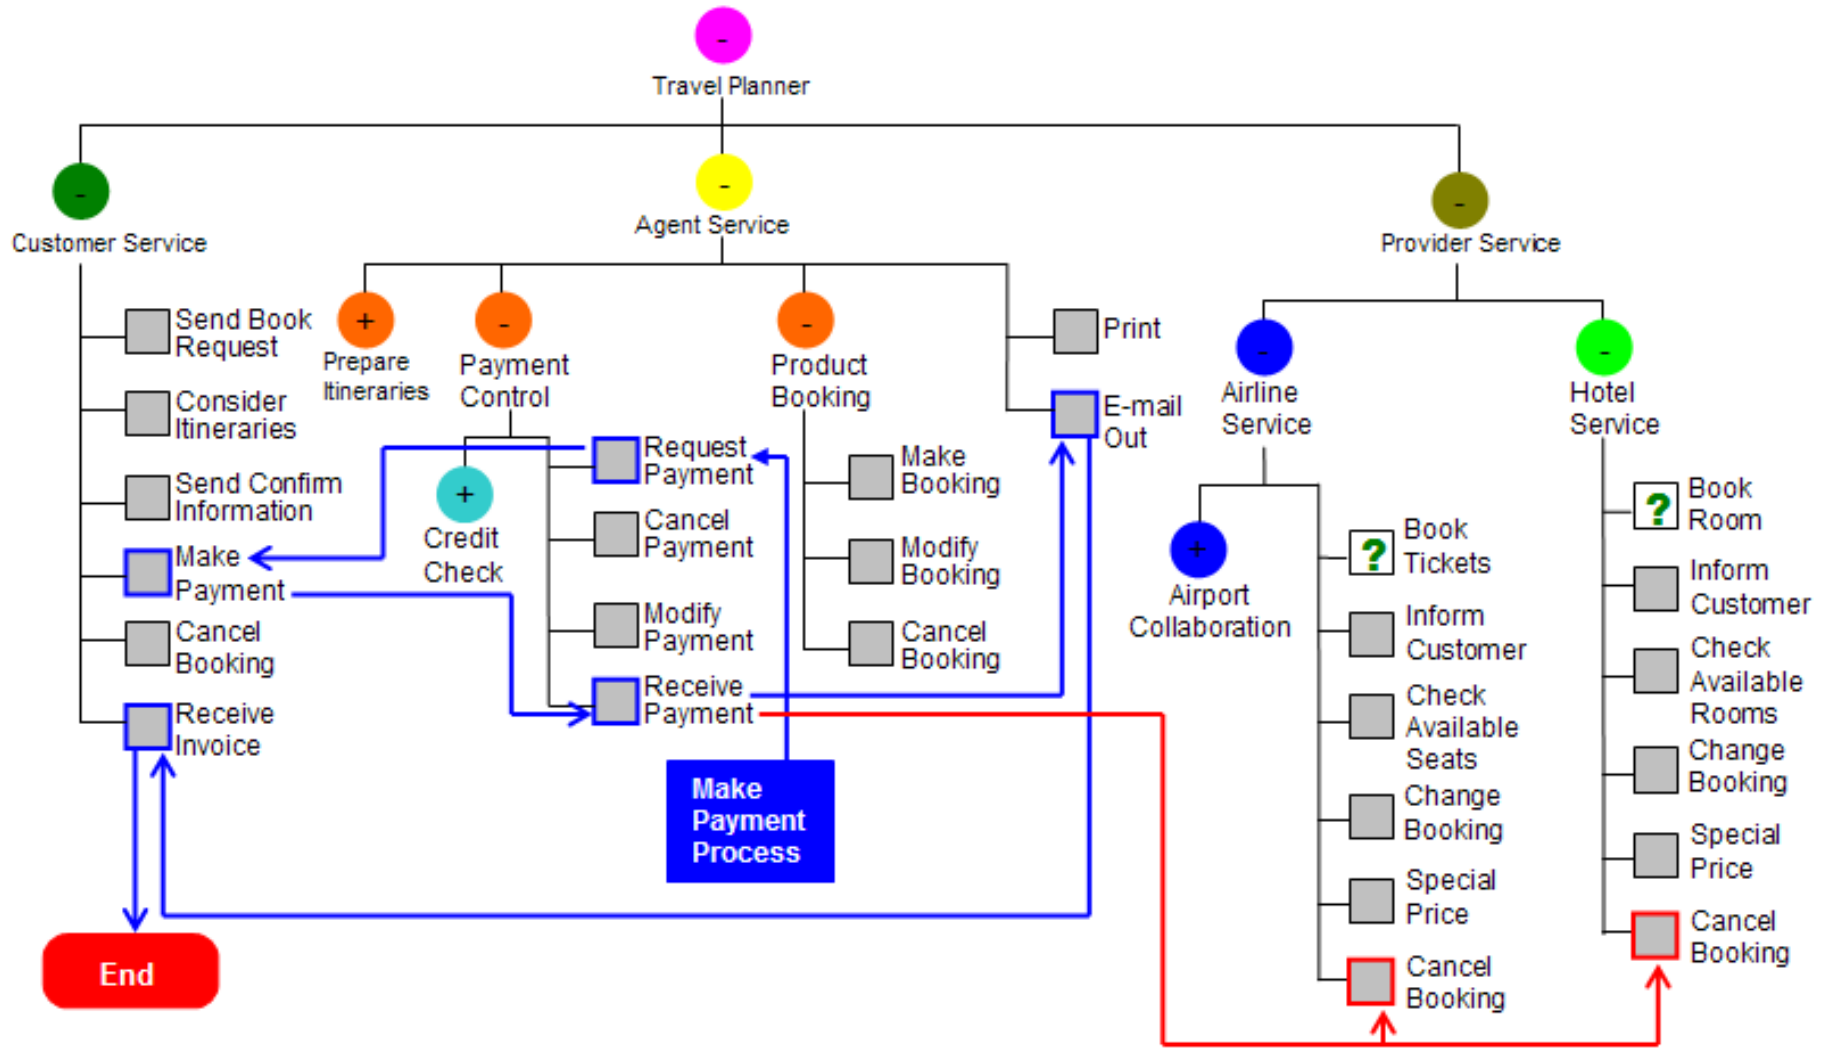 -
Travel Planner
-
Customer Service
-
Agent Service
-
Provider Service
Send Book
Request
Consider
Itineraries
Send Confirm
Information
Make
Payment
Cancel
Booking
Receive
Invoice
End
+
Prepare
Itineraries
-
Payment
Control
+
Credit
Check
Request
Payment
Cancel
Payment
Modify
Payment
Receive
Payment
Make
Payment
Process
-
Product
Booking
Make
Booking
Modify
Booking
Cancel
Booking
Print
E-mail
Out
-
Airline
Service
+
Airport
Collaboration
?
Book
Tickets
Inform
Customer
Check
Available
Seats
Change
Booking
Special
Price
Cancel
Booking
-
Hotel
Service
?
Book
Room
Inform
Customer
Check
Available
Rooms
Change
Booking
Special
Price
Cancel
Booking